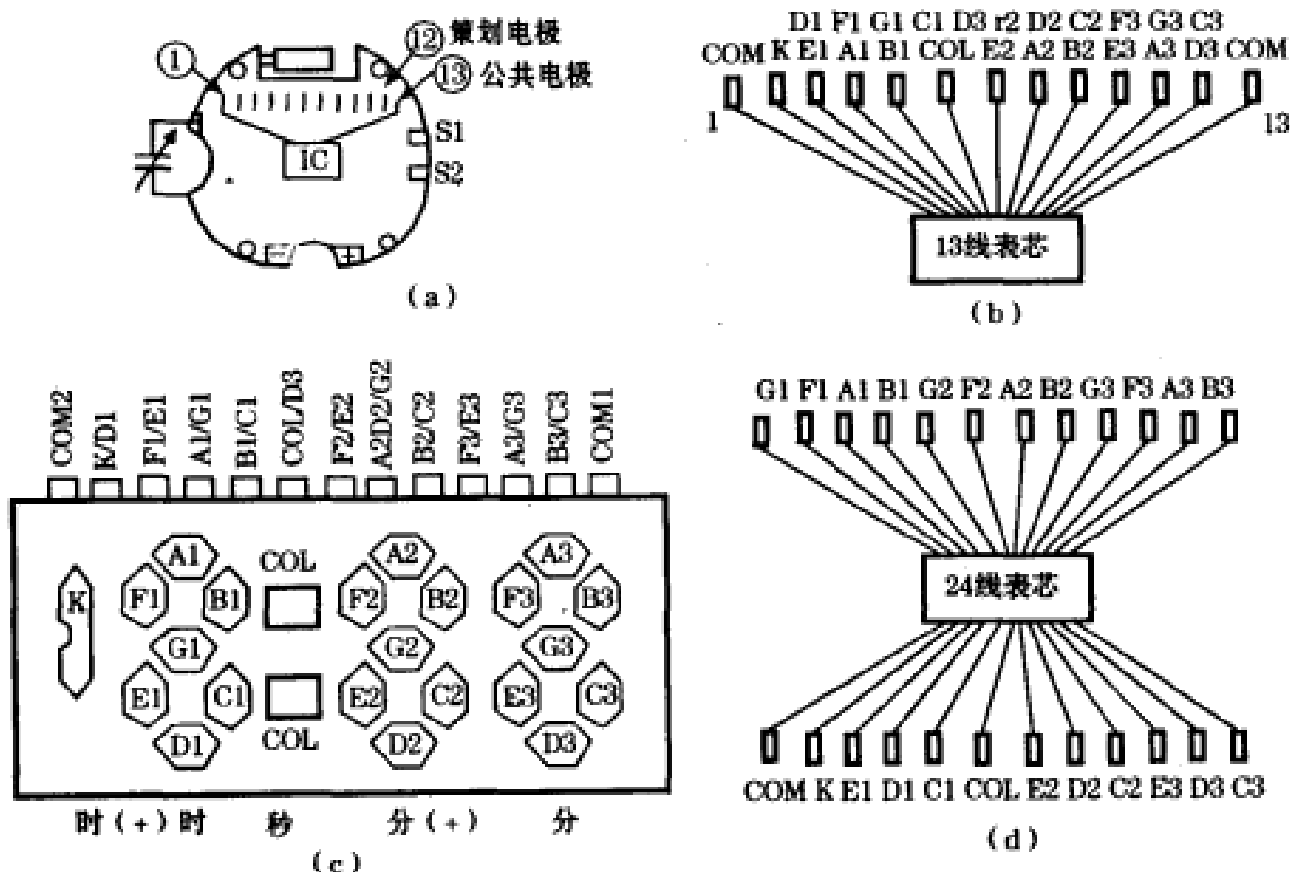 ① ⑫ 策划电极
⑬ 公共电极
S1
IC S2
(a)
D1 F1 G1 C1 D3 r2 D2 C2 F3 G3 C3
COM K E1 A1 B1 COL E2 A2 B2 E3 A3 D3 COM
1 13
13线表芯
(b)
COM2 K/D1 F1/E1 A1/G1 B1/C1 COL/D3 F2/E2 A2D2/G2 B2/C2 F3/E3 A3/G3 B3/C3 COM1
A1 COL A2 A3
K F1 B1 F2 B2 F3 B3
G1 G2 G3
E1 C1 E2 C2 E3 C3
D1 COL D2 D3
时(+)时 秒 分(+) 分
(c)
G1 F1 A1 B1 G2 F2 A2 B2 G3 F3 A3 B3
24线表芯
COM K E1 D1 C1 COL E2 D2 C2 E3 D3 C3
(d)